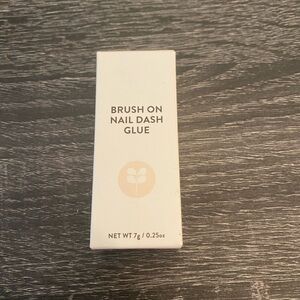 BRUSH ON
NAIL DASH
GLUE
NET WT 7g / 0.25oz